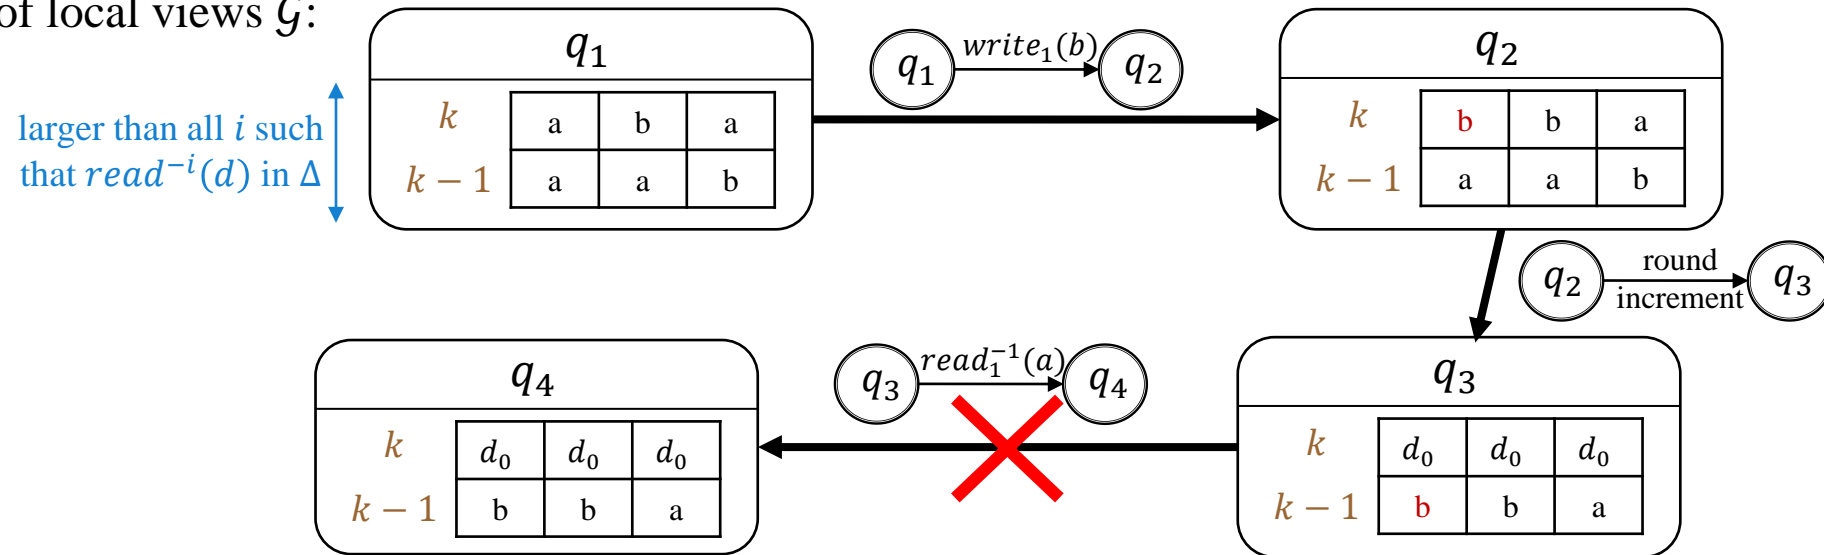 of local views 𝒢:
larger than all i such
that read⁻ⁱ(d) in Δ
q₁
k a b a
k − 1 a a b
q₁ write₁(b) q₂
q₂
k b b a
k − 1 a a b
q₂ round increment q₃
q₄
k d₀ d₀ d₀
k − 1 b b a
q₃ read₁⁻¹(a) q₄
q₃
k d₀ d₀ d₀
k − 1 b b a